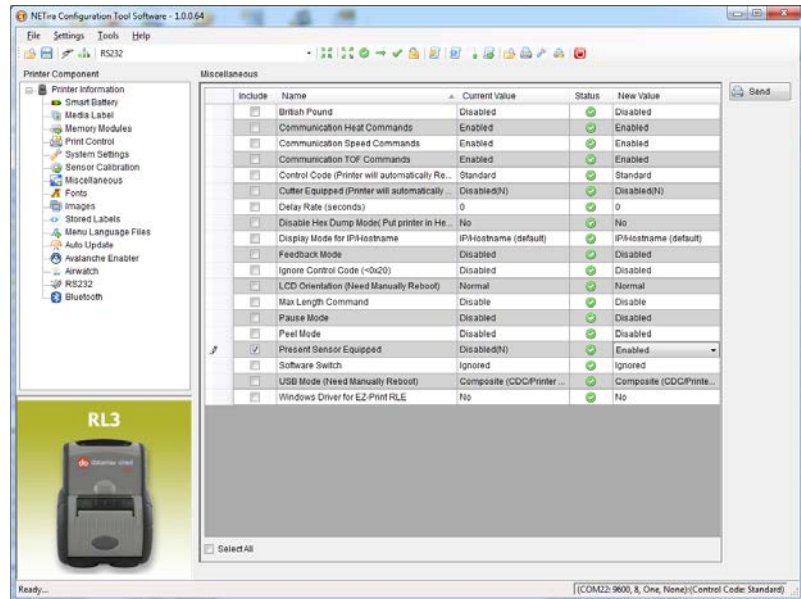 NETira Configuration Tool Software - 1.0.0.64
File Settings Tools Help
RS232
Printer Component
Miscellaneous
Printer Information
Smart Battery
Media Label
Memory Modules
Print Control
System Settings
Sensor Calibration
Miscellaneous
Fonts
Images
Stored Labels
Menu Language Files
Auto Update
Avalanche Enabler
Airwatch
RS232
Bluetooth
Include Name Current Value Status New Value
British Pound Disabled Disabled
Communication Heat Commands Enabled Enabled
Communication Speed Commands Enabled Enabled
Communication TOF Commands Enabled Enabled
Control Code (Printer will automatically Re... Standard Standard
Cutter Equipped (Printer will automatically ... Disabled(N) Disabled(N)
Delay Rate (seconds) 0 0
Disable Hex Dump Mode( Put printer in He... No No
Display Mode for IP/Hostname IP/Hostname (default) IP/Hostname (default)
Feedback Mode Disabled Disabled
Ignore Control Code (<0x20) Disabled Disabled
LCD Orientation (Need Manually Reboot) Normal Normal
Max Length Command Disable Disable
Pause Mode Disabled Disabled
Peel Mode Disabled Disabled
Present Sensor Equipped Disabled(N) Enabled
Software Switch Ignored Ignored
USB Mode (Need Manually Reboot) Composite (CDC/Printer ... Composite (CDC/Printe...
Windows Driver for EZ-Print RLE No No
Send
RL3
Select All
Ready...
(COM22: 9600, 8, One, None):(Control Code: Standard)